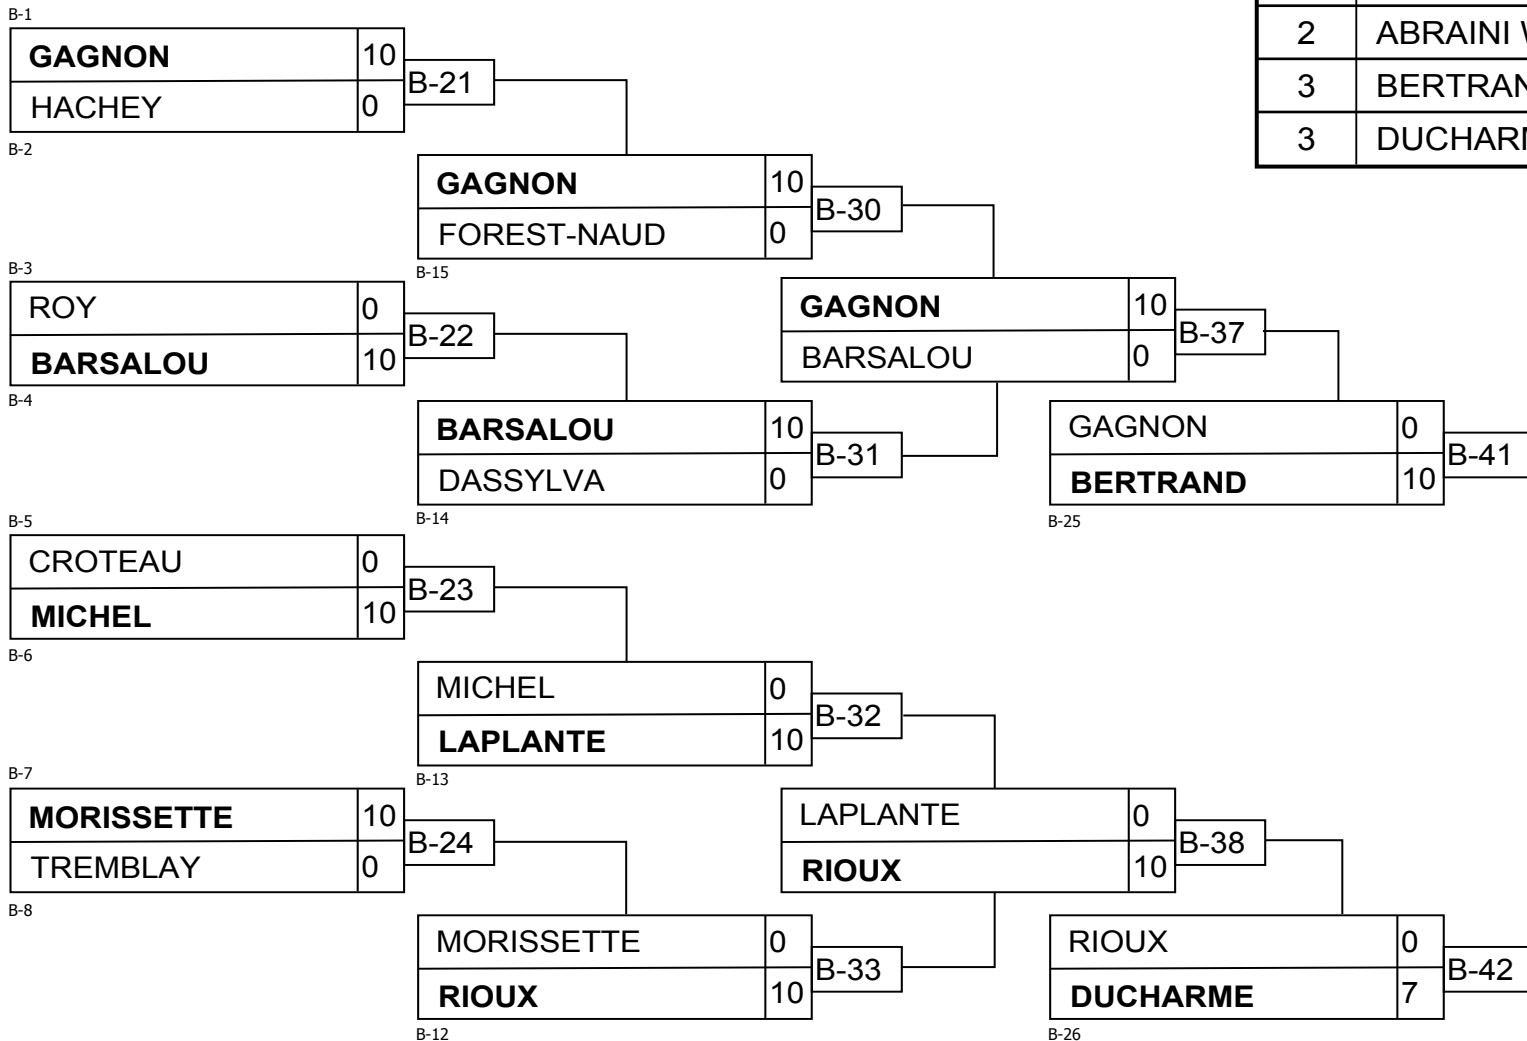 B-1
GAGNON 10
HACHEY 0
B-21
B-2
2 ABRAINI
3
3
GAGNON 10
FOREST-NAUD 0
B-30
B-15
B-3
ROY 0
BARSALOU 10
B-22
B-4
GAGNON 10
BARSALOU 0
B-37
BARSALOU 10
DASSYLVA 0
B-31
B-14
GAGNON 0
BERTRAND 10
B-41
B-25
B-5
CROTEAU 0
MICHEL 10
B-23
B-6
MICHEL 0
LAPLANTE 10
B-32
B-13
B-7
MORISSETTE 10
TREMBLAY 0
B-24
B-8
LAPLANTE 0
RIOUX 10
B-38
MORISSETTE 0
RIOUX 10
B-33
B-12
RIOUX 0
DUCHARME 7
B-42
B-26